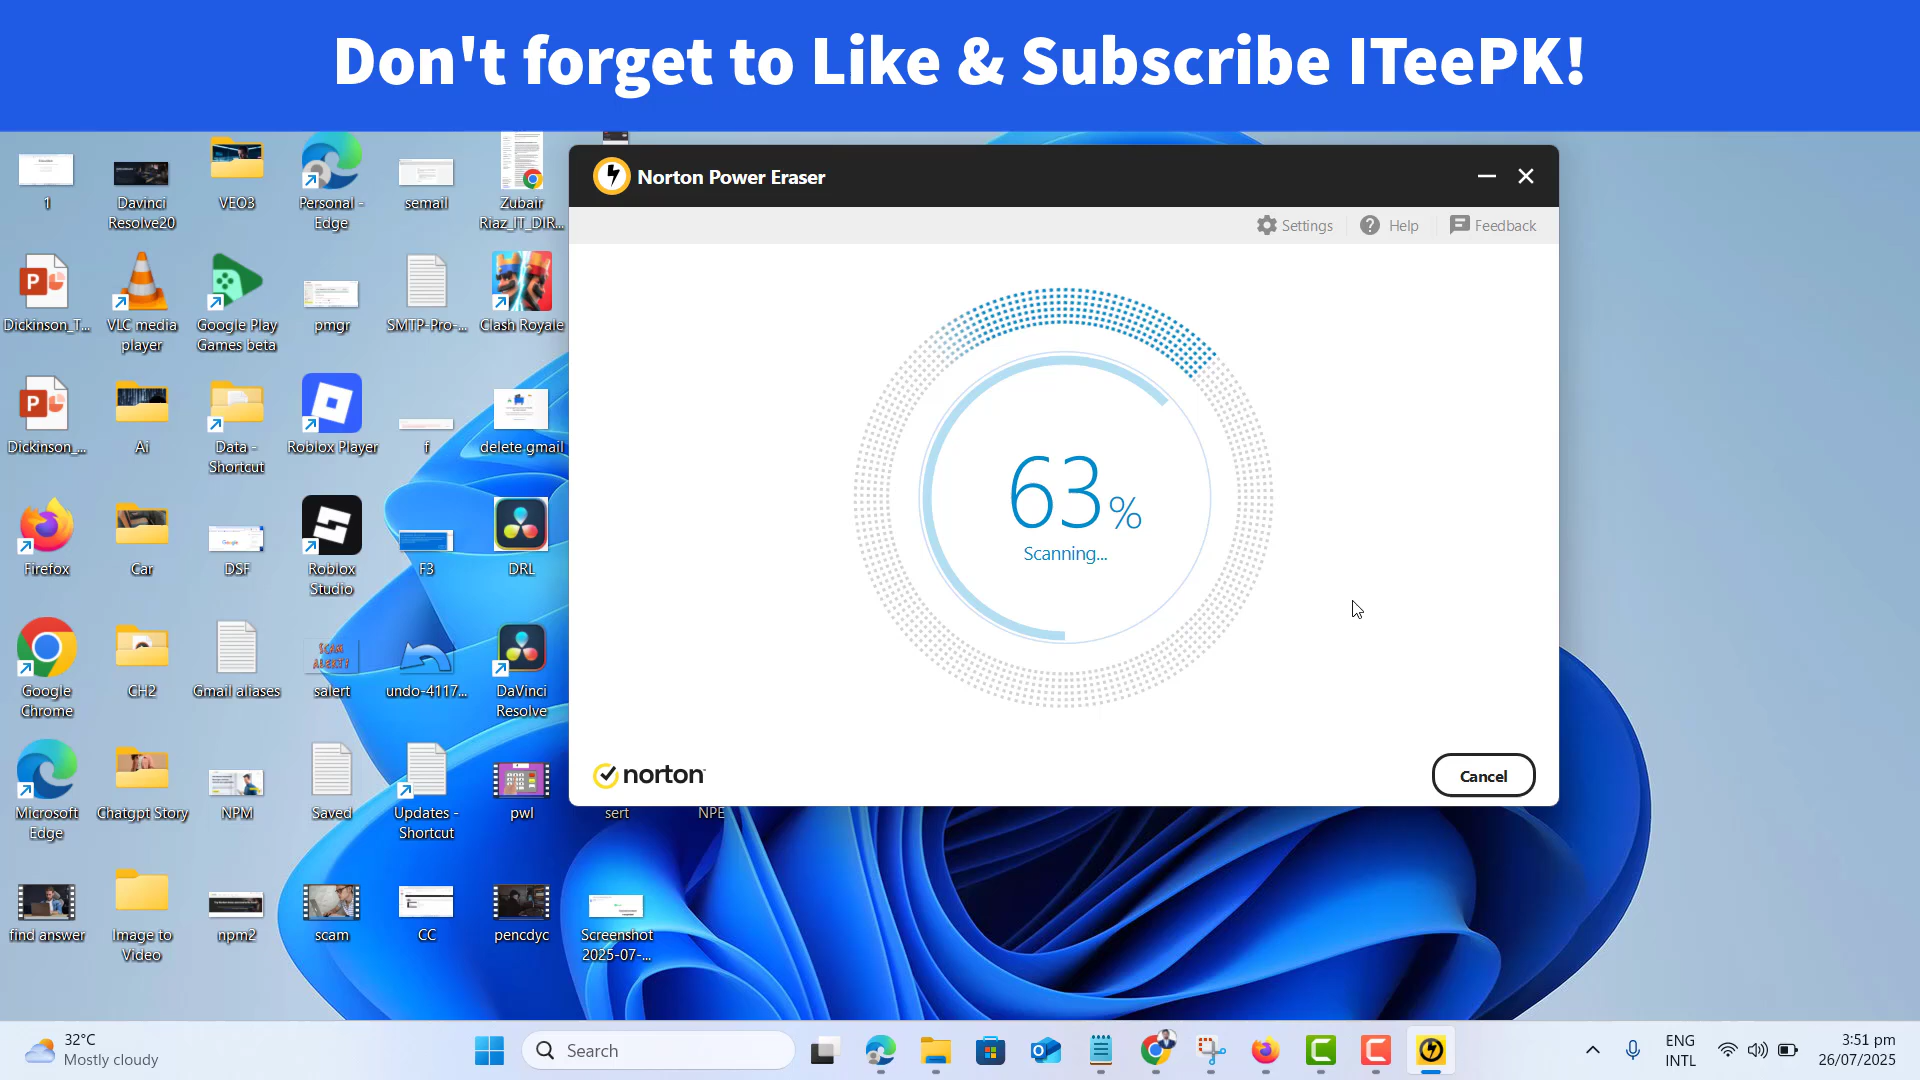 Don't forget to Like & Subscribe ITeePK!
1
Davinci
Resolve20
VEO3
Personal -
Edge
semail
Zubair
Riaz_IT_DIR...
Norton Power Eraser
Settings
Help
Feedback
Dickinson_T...
VLC media
player
Google Play
Games beta
pmgr
SMTP-Pro-...
Clash Royale
Dickinson_...
Ai
Data -
Shortcut
Roblox Player
f
delete gmail
63%
Scanning...
Firefox
Car
DSF
Roblox
Studio
F3
DRL
Google
Chrome
CH2
Gmail aliases
SCAM
ALERT!
salert
undo-4117...
DaVinci
Resolve
norton
Cancel
Microsoft
Edge
Chatgpt Story
NPM
Saved
Updates -
Shortcut
pwl
sert
NPE
find answer
Image to
Video
npm2
scam
CC
pencdyc
Screenshot
2025-07-...
32°C
Mostly cloudy
Search
ENG
INTL
3:51 pm
26/07/2025